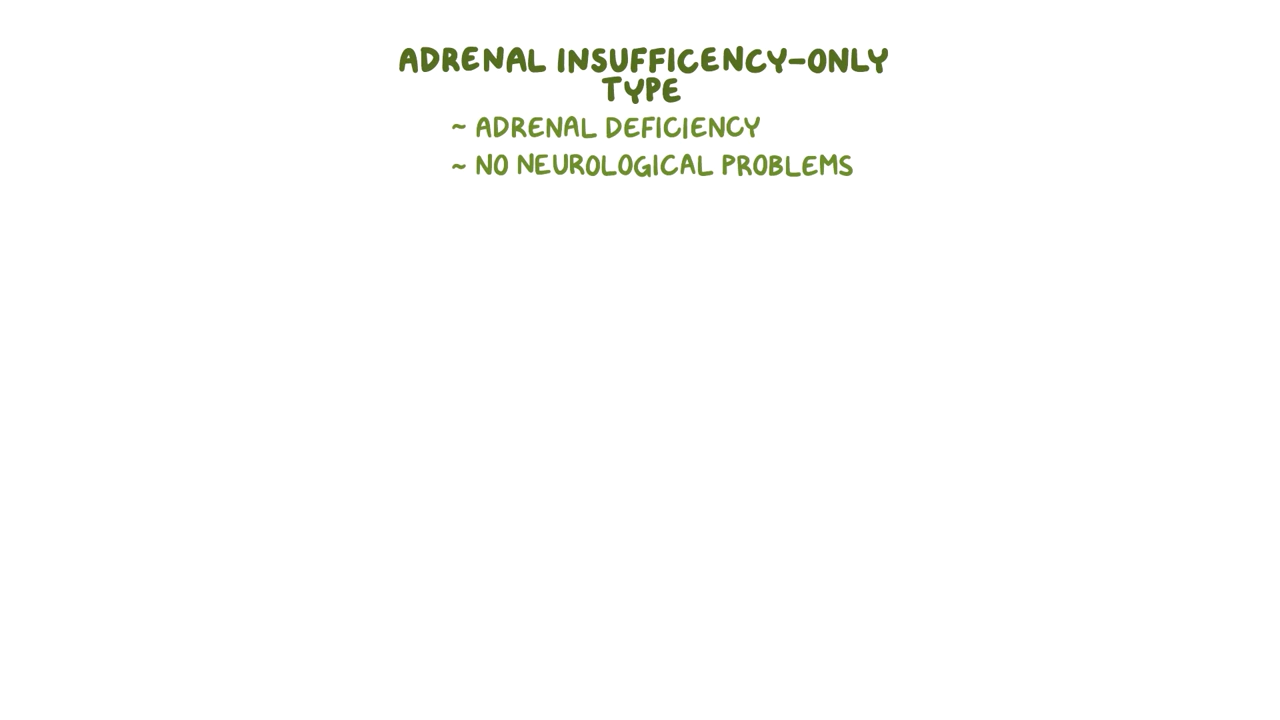 ADRENAL INSUFFICENCY-ONLY
TYPE
~ ADRENAL DEFICIENCY
~ NO NEUROLOGICAL PROBLEMS